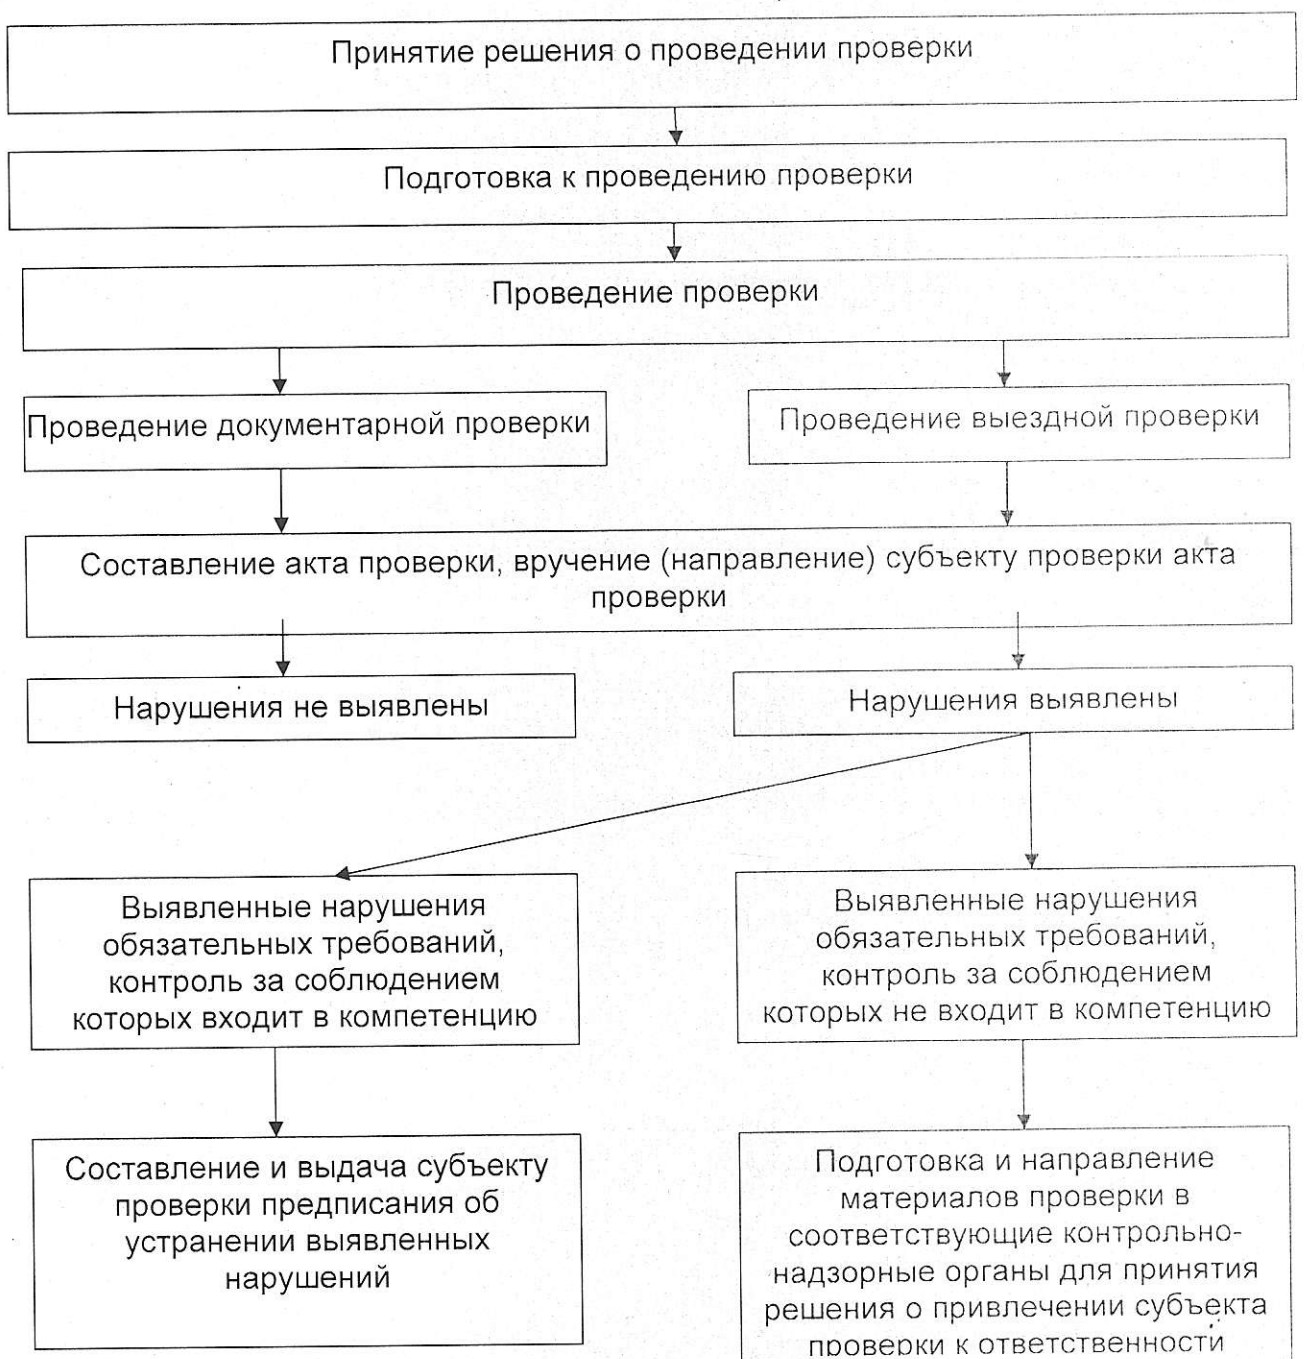 Принятие решения о проведении проверки
Подготовка к проведению проверки
Проведение проверки
Проведение документарной проверки
Проведение выездной проверки
Составление акта проверки, вручение (направление) субъекту проверки акта
проверки
Нарушения не выявлены
Нарушения выявлены
Выявленные нарушения
обязательных требований,
контроль за соблюдением
которых входит в компетенцию
Выявленные нарушения
обязательных требований,
контроль за соблюдением
которых не входит в компетенцию
Составление и выдача субъекту
проверки предписания об
устранении выявленных
нарушений
Подготовка и направление
материалов проверки в
соответствующие контрольно-
надзорные органы для принятия
решения о привлечении субъекта
проверки к ответственности